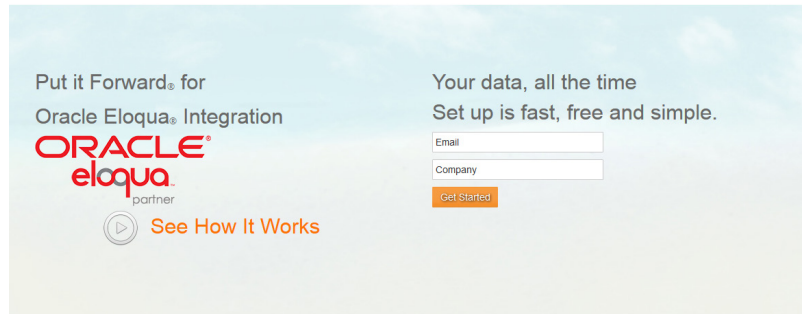 Put it Forward® for
Oracle Eloqua® Integration
ORACLE®
eloqua™
partner
See How It Works
Your data, all the time
Set up is fast, free and simple.
Email
Company
Get Started